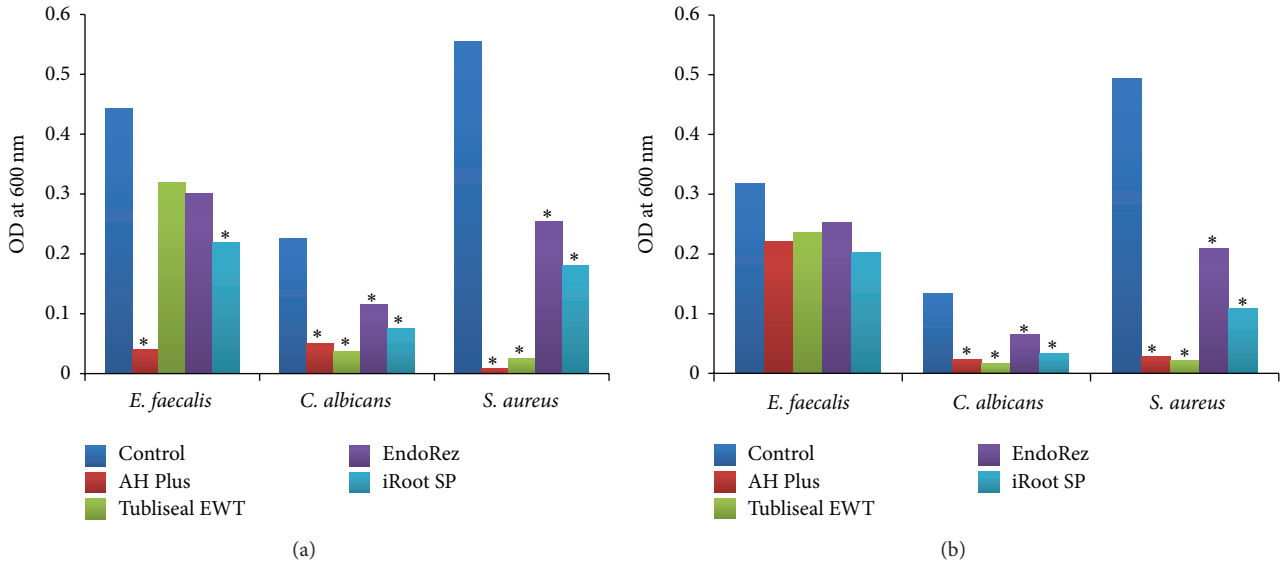 0.6
0.5
0.4
0.3
0.2
0.1
0
OD at 600 nm
*
*
*
*
*
*
*
*
*
*
E. faecalis
C. albicans
S. aureus
Control
AH Plus
Tubliseal EWT
EndoRez
iRoot SP
(a)
0.6
0.5
0.4
0.3
0.2
0.1
0
OD at 600 nm
*
*
*
*
*
*
*
*
E. faecalis
C. albicans
S. aureus
Control
AH Plus
Tubliseal EWT
EndoRez
iRoot SP
(b)